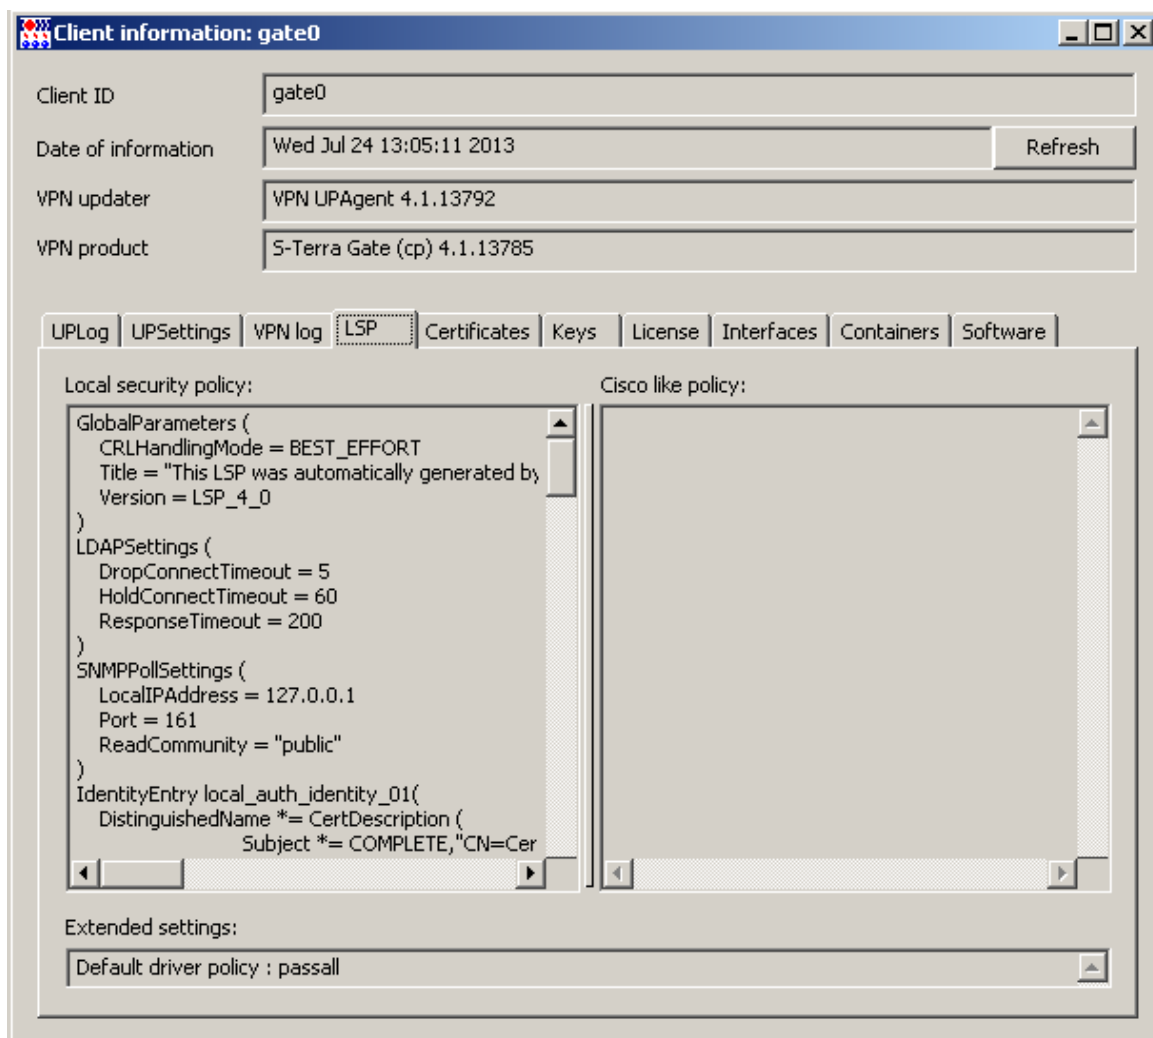 Client information: gate0
Client ID
gate0
Date of information
Wed Jul 24 13:05:11 2013
Refresh
VPN updater
VPN UPAgent 4.1.13792
VPN product
S-Terra Gate (cp) 4.1.13785
UPLog UPSettings VPN log LSP Certificates Keys License Interfaces Containers Software
Local security policy:
Cisco like policy:
GlobalParameters (
CRLHandlingMode = BEST_EFFORT
Title = "This LSP was automatically generated by
Version = LSP_4_0
)
LDAPSettings (
DropConnectTimeout = 5
HoldConnectTimeout = 60
ResponseTimeout = 200
)
SNMPPollSettings (
LocalIPAddress = 127.0.0.1
Port = 161
ReadCommunity = "public"
)
IdentityEntry local_auth_identity_01(
DistinguishedName *= CertDescription (
Subject *= COMPLETE,"CN=Cer
Extended settings:
Default driver policy : passall